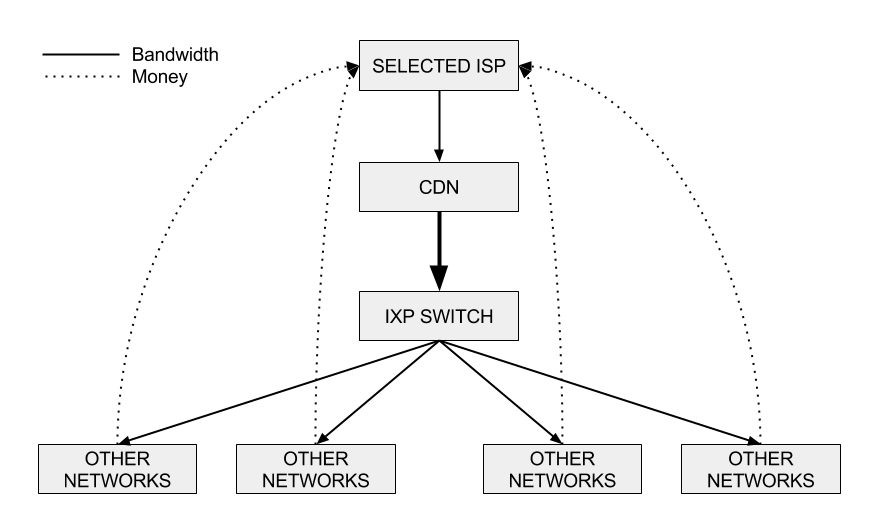 Bandwidth
Money
SELECTED ISP
CDN
IXP SWITCH
OTHER
NETWORKS
OTHER
NETWORKS
OTHER
NETWORKS
OTHER
NETWORKS